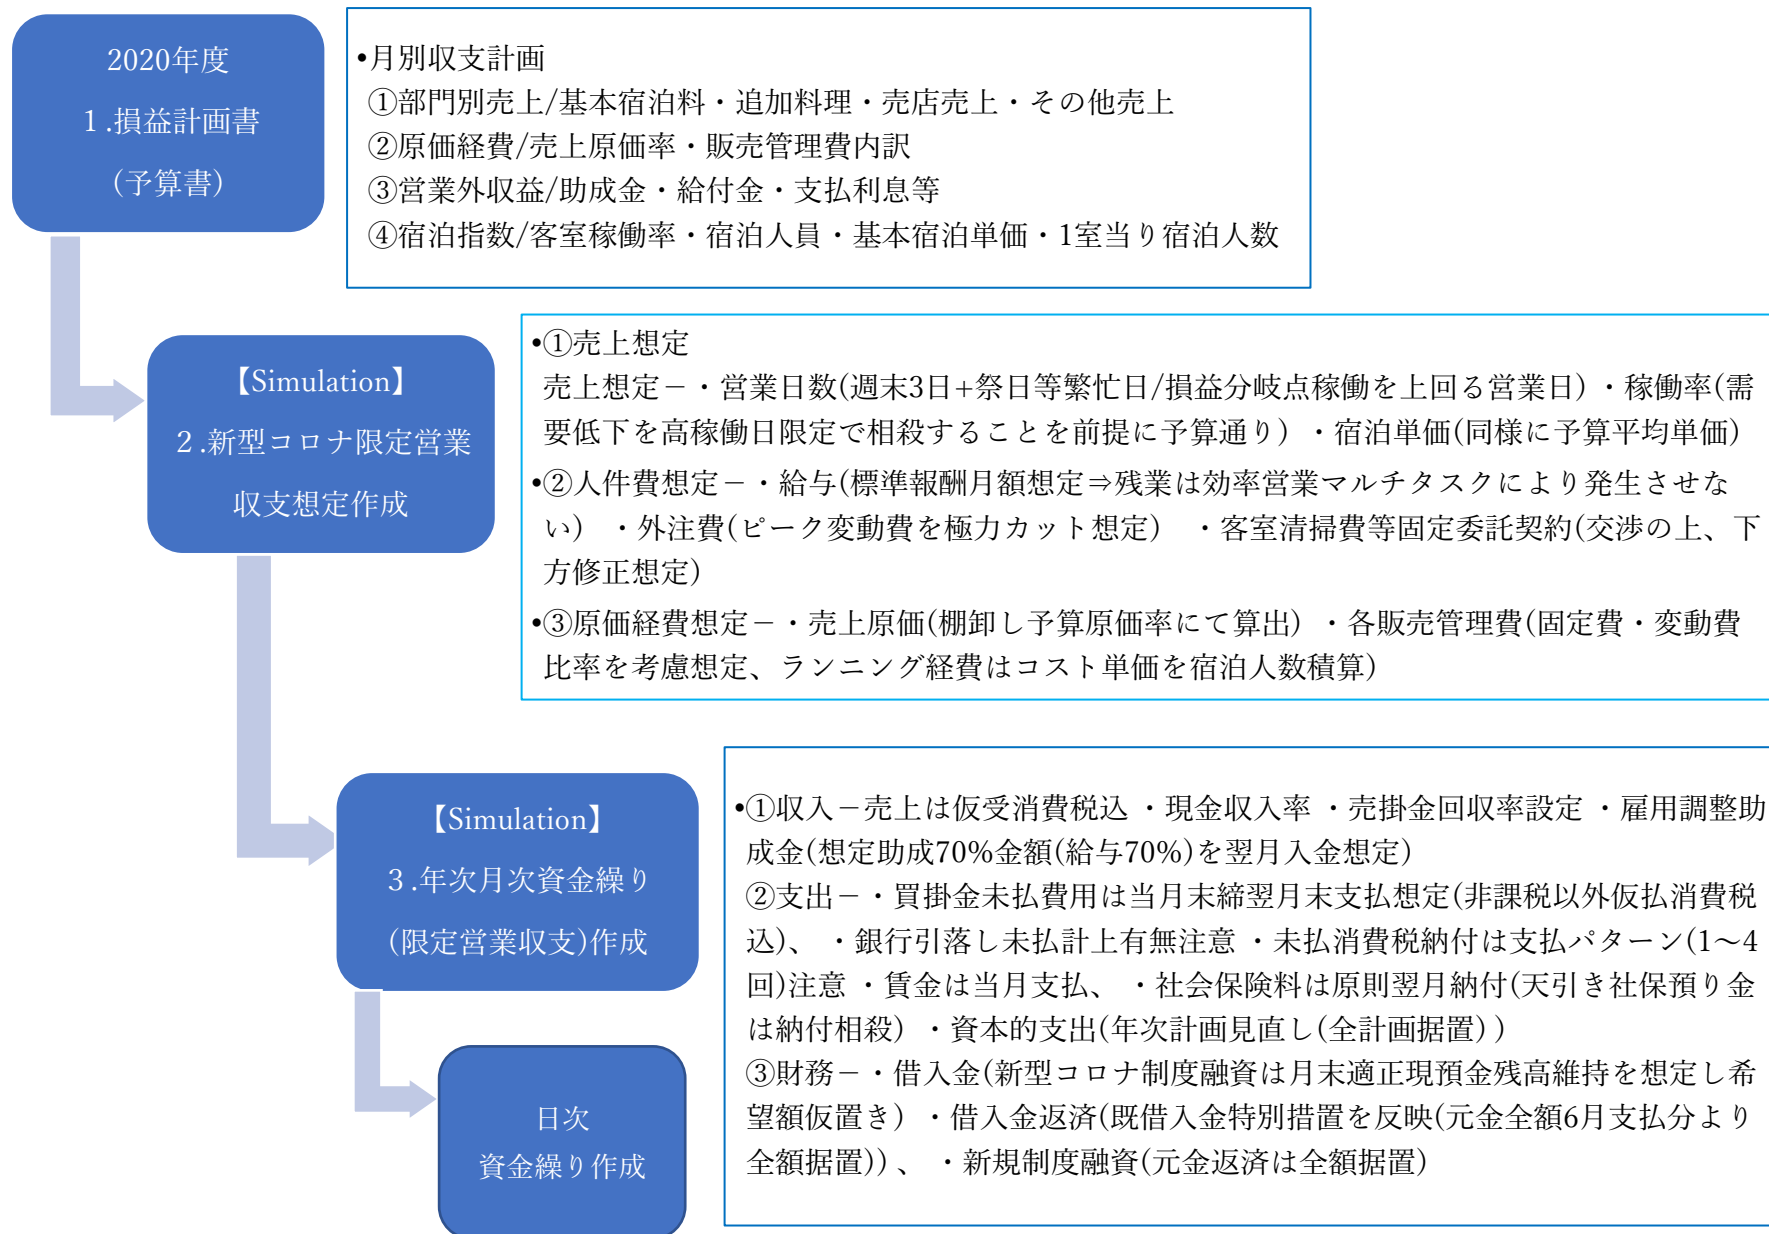 2020年度
１.損益計画書
(予算書)
•月別収支計画
①部門別売上/基本宿泊料・追加料理・売店売上・その他売上
②原価経費/売上原価率・販売管理費内訳
③営業外収益/助成金・給付金・支払利息等
④宿泊指数/客室稼働率・宿泊人員・基本宿泊単価・1室当り宿泊人数
【Simulation】
２.新型コロナ限定営業
収支想定作成
•①売上想定
売上想定－・営業日数(週末3日+祭日等繁忙日/損益分岐点稼働を上回る営業日) ・稼働率(需
要低下を高稼働日限定で相殺することを前提に予算通り) ・宿泊単価(同様に予算平均単価)
•②人件費想定－・給与(標準報酬月額想定⇒残業は効率営業マルチタスクにより発生させな
い) ・外注費(ピーク変動費を極力カット想定) ・客室清掃費等固定委託契約(交渉の上、下
方修正想定)
•③原価経費想定－・売上原価(棚卸し予算原価率にて算出) ・各販売管理費(固定費・変動費
比率を考慮想定、ランニング経費はコスト単価を宿泊人数積算)
【Simulation】
３.年次月次資金繰り
(限定営業収支)作成
•①収入－売上は仮受消費税込 ・現金収入率 ・売掛金回収率設定 ・雇用調整助
成金(想定助成70%金額(給与70%)を翌月入金想定)
②支出－・買掛金未払費用は当月末締翌月末支払想定(非課税以外仮払消費税
込)、 ・銀行引落し未払計上有無注意 ・未払消費税納付は支払パターン(1～4
回)注意 ・賃金は当月支払、 ・社会保険料は原則翌月納付(天引き社保預り金
は納付相殺) ・資本的支出(年次計画見直し(全計画据置))
③財務－・借入金(新型コロナ制度融資は月末適正現預金残高維持を想定し希
望額仮置き) ・借入金返済(既借入金特別措置を反映(元金全額6月支払分より
全額据置))、 ・新規制度融資(元金返済は全額据置)
日次
資金繰り作成